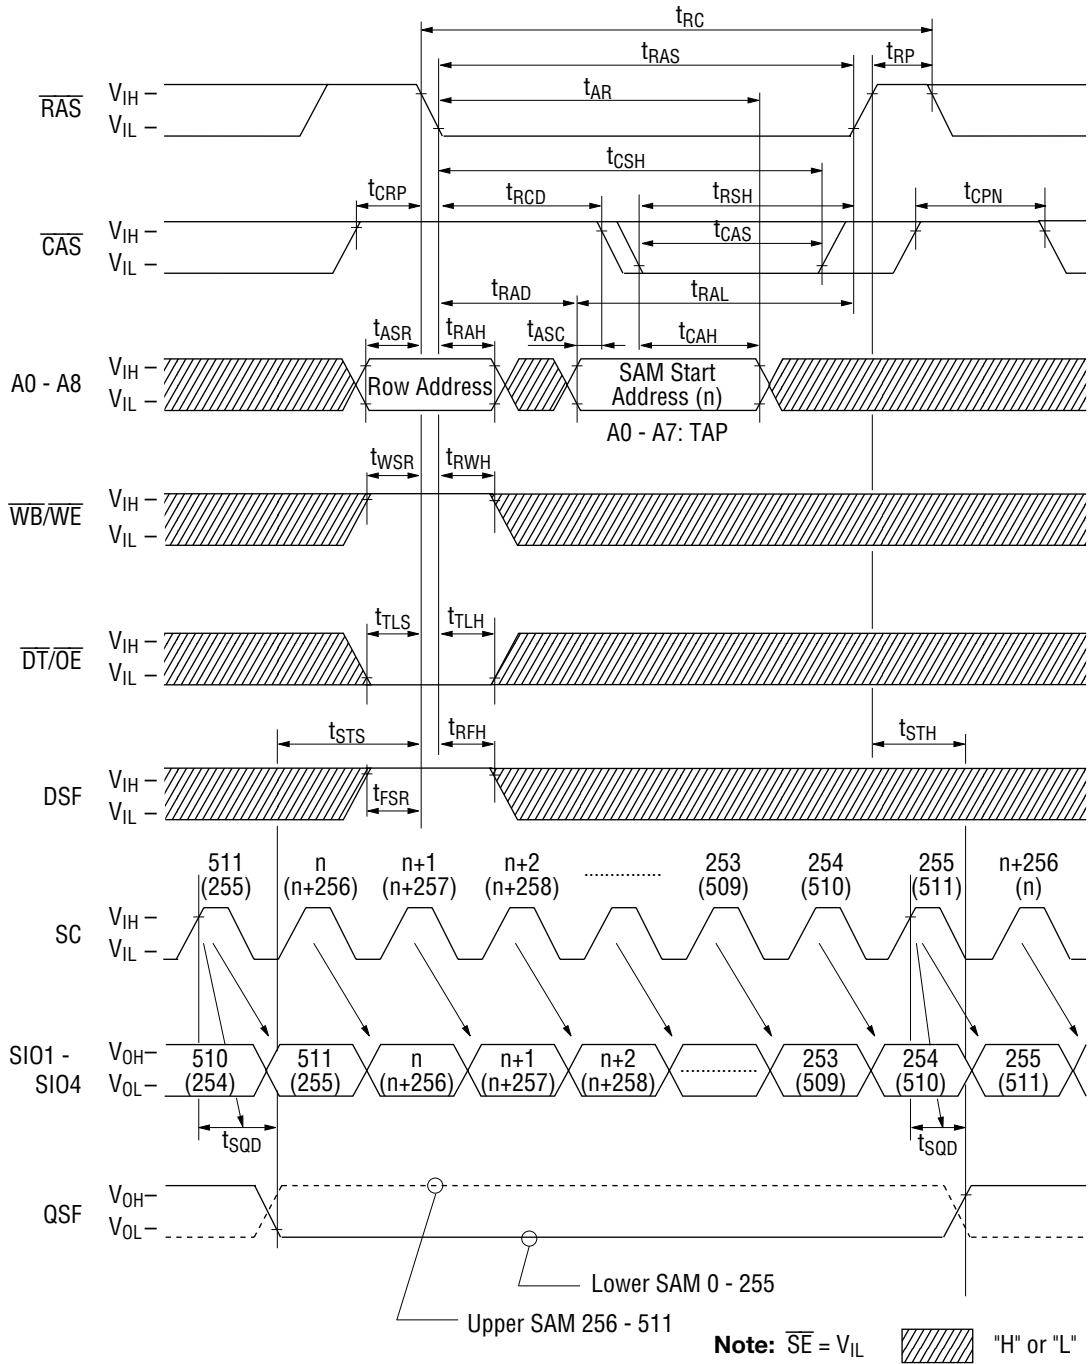 tRC
tRAS
tRP
tAR
RAS
VIH –
VIL –
tCSH
tCRP
tRCD
tRSH
tCPN
CAS
VIH –
VIL –
tCAS
tRAD
tRAL
tASR
tRAH
tASC
tCAH
A0 - A8
VIH –
VIL –
Row Address
SAM Start
Address (n)
A0 - A7: TAP
tWSR
tRWH
WB/WE
VIH –
VIL –
tTLS
tTLH
DT/OE
VIH –
VIL –
tSTS
tRFH
tSTH
DSF
VIH –
VIL –
tFSR
511
(255)
n
(n+256)
n+1
(n+257)
n+2
(n+258)
..................
253
(509)
254
(510)
255
(511)
n+256
(n)
SC
VIH –
VIL –
SIO1 -
SIO4
VOH–
VOL–
510
(254)
511
(255)
n
(n+256)
n+1
(n+257)
n+2
(n+258)
..................
253
(509)
254
(510)
255
(511)
tSQD
tSQD
QSF
VOH–
VOL–
Lower SAM 0 - 255
Upper SAM 256 - 511
Note: SE = VIL
"H" or "L"